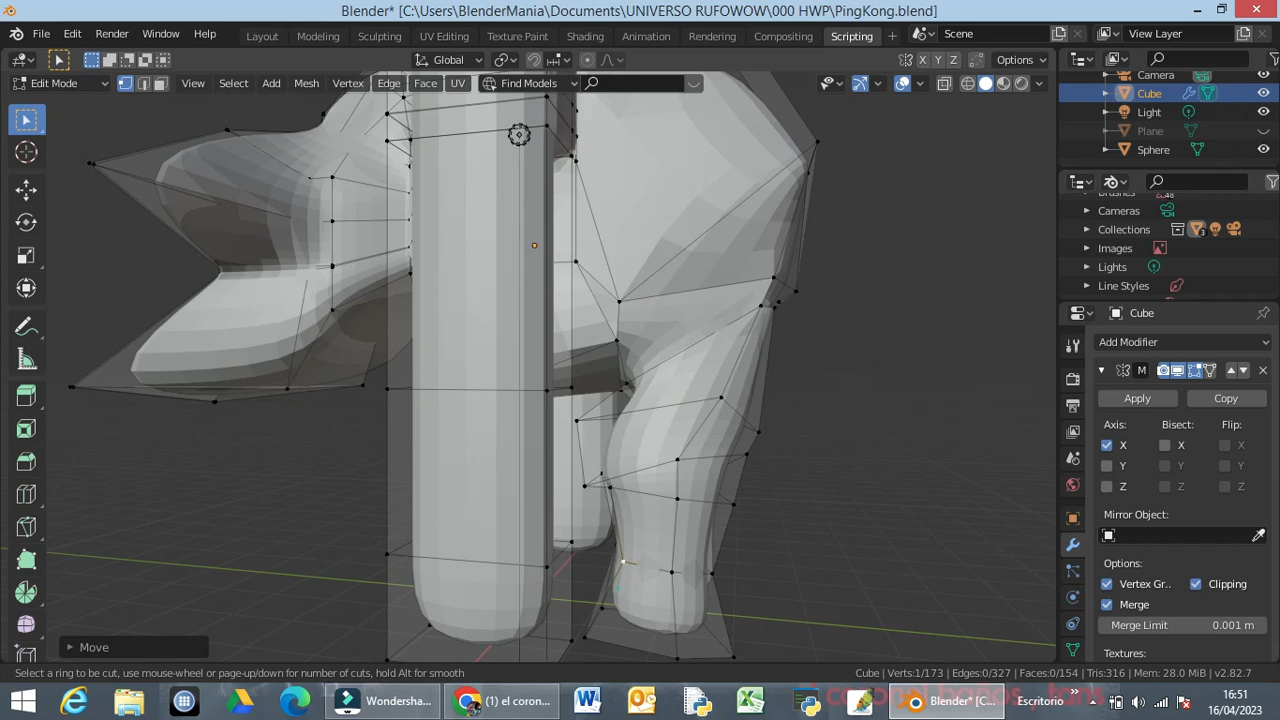 Blender* [C:\Users\BlenderMania\Documents\UNIVERSO RUFOWOW\000 HWP\PingKong.blend]
File Edit Render Window Help Layout Modeling Sculpting UV Editing Texture Paint Shading Animation Rendering Compositing Scripting Scene View Layer
Global Options
Edit Mode View Select Add Mesh Vertex Edge Face UV Find Models X Y Z
Camera
Cube
Light
Plane
Sphere
Brushes
Cameras
Collections
Images
Lights
Line Styles
Cube
Add Modifier
M
Apply Copy
Axis: Bisect: Flip:
X X X
Y Y Y
Z Z Z
Mirror Object:
Options:
Vertex Gr.. Clipping
Merge
Merge Limit 0.001 m
Textures:
Move
Select a ring to be cut, use mouse-wheel or page-up/down for number of cuts, hold Alt for smooth
Cube | Verts:1/173 | Edges:0/327 | Faces:0/154 | Tris:316 | Mem: 28.0 MiB | v2.82.7
Wondersha... (1) el coron... Blender* [C... Escritorio 16:51
16/04/2023